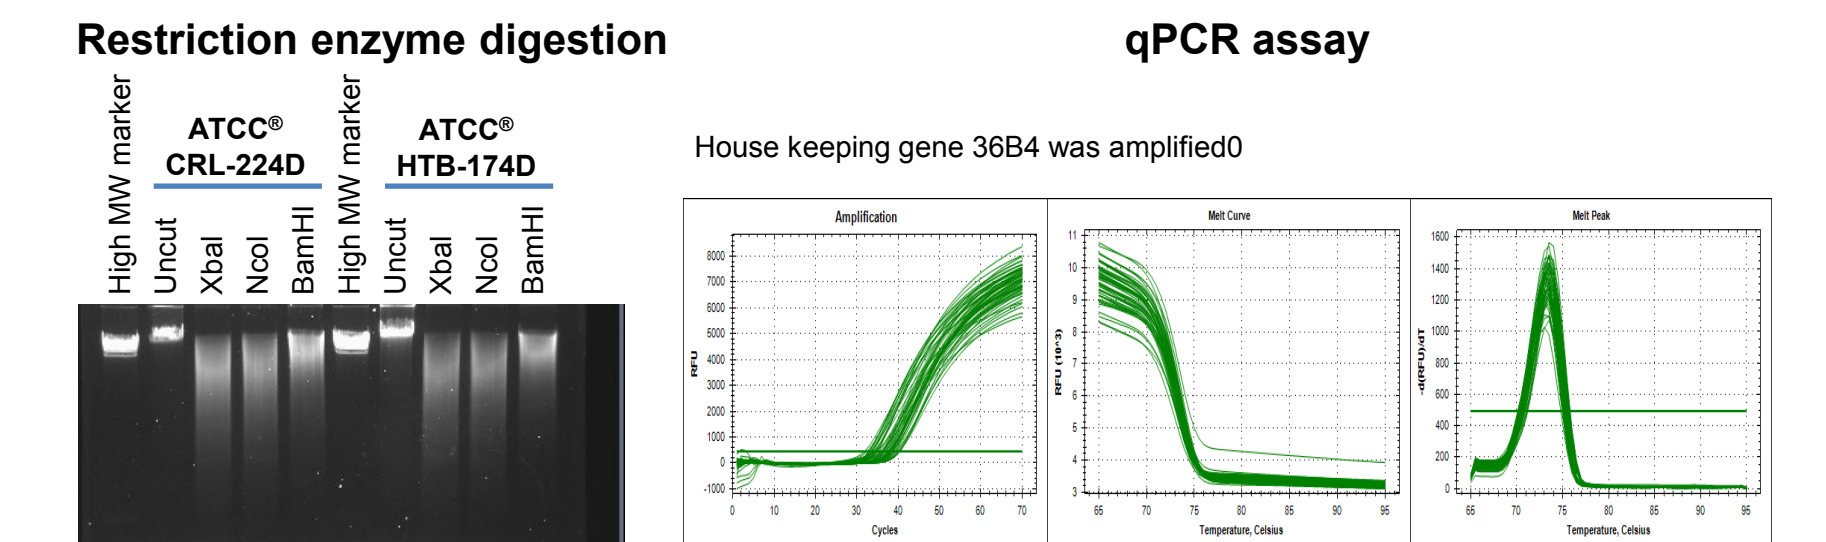 Restriction enzyme digestion
qPCR assay
High MW marker
ATCC®
CRL-224D
Uncut
XbaI
NcoI
BamHI
High MW marker
ATCC®
HTB-174D
Uncut
XbaI
NcoI
BamHI
House keeping gene 36B4 was amplified0
Amplification
RFU
8000
7000
6000
5000
4000
3000
2000
1000
0
-1000
0 10 20 30 40 50 60 70
Cycles
Melt Curve
RFU (10^3)
11
10
9
8
7
6
5
4
3
65 70 75 80 85 90 95
Temperature, Celsius
Melt Peak
-d(RFU)/dT
1600
1400
1200
1000
800
600
400
200
0
65 70 75 80 85 90 95
Temperature, Celsius